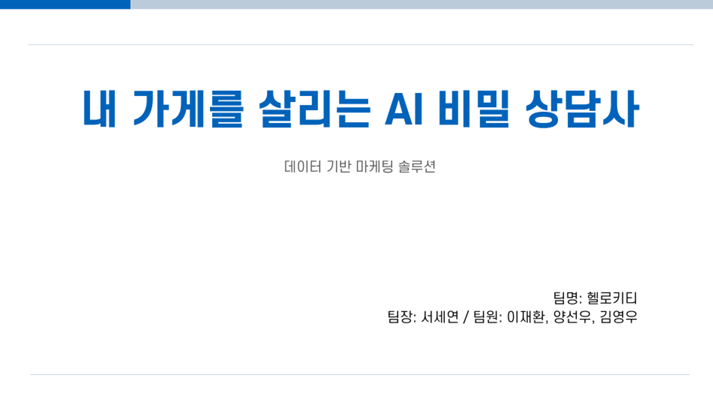 내 가게를 살리는 AI 비밀 상담사
데이터 기반 마케팅 솔루션
팀명: 헬로키티
팀장: 서세연 / 팀원: 이재환, 양선우, 김영우